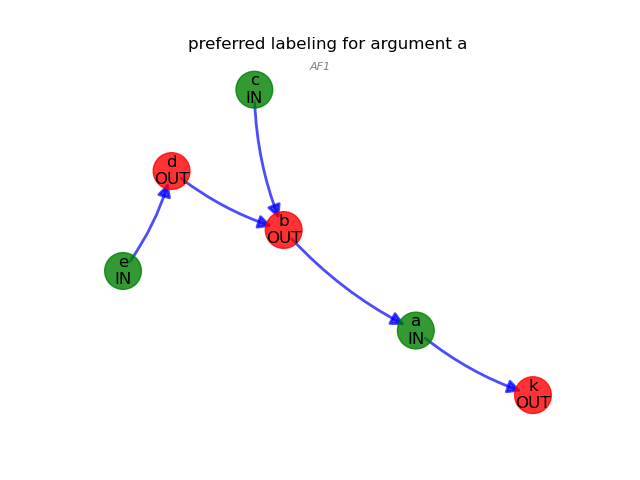 preferred labeling for argument a
AF1
c
IN
d
OUT
b
OUT
e
IN
a
IN
k
OUT